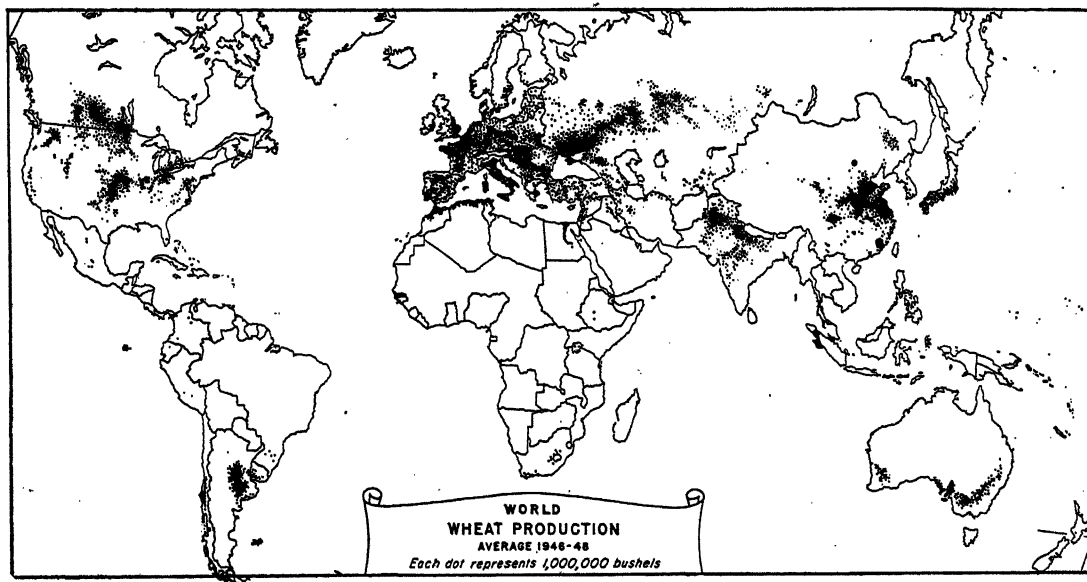 WORLD
WHEAT PRODUCTION
AVERAGE 1946-48
Each dot represents 1,000,000 bushels